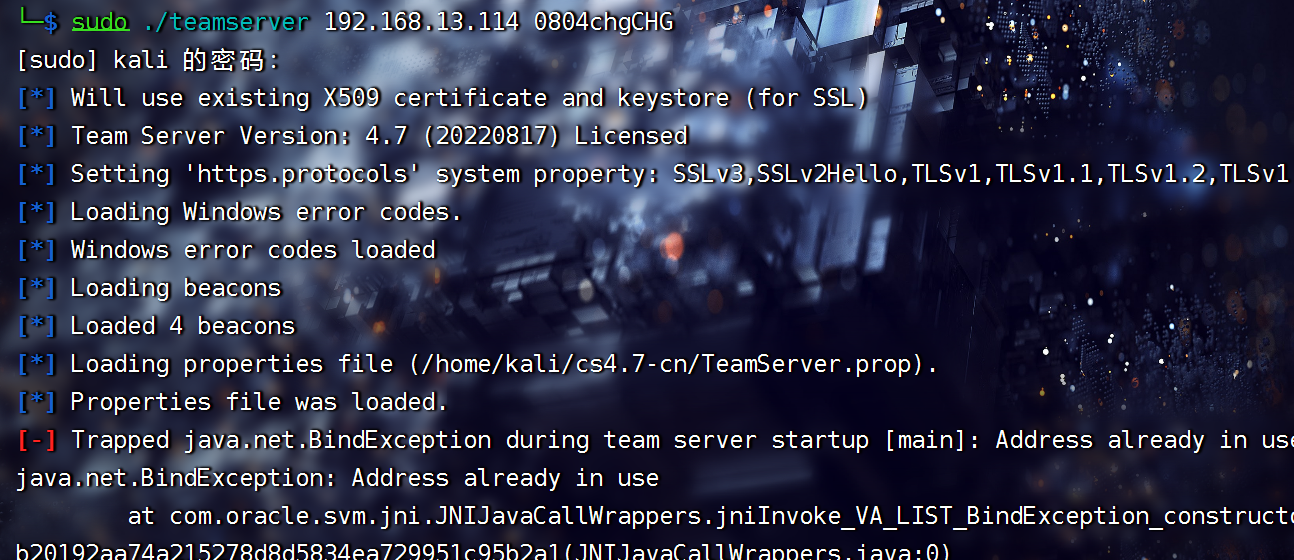 └─$ sudo ./teamserver 192.168.13.114 0804chgCHG
[sudo] kali 的密码:
[*] Will use existing X509 certificate and keystore (for SSL)
[*] Team Server Version: 4.7 (20220817) Licensed
[*] Setting 'https.protocols' system property: SSLv3,SSLv2Hello,TLSv1,TLSv1.1,TLSv1.2,TLSv1
[*] Loading Windows error codes.
[*] Windows error codes loaded
[*] Loading beacons
[*] Loaded 4 beacons
[*] Loading properties file (/home/kali/cs4.7-cn/TeamServer.prop).
[*] Properties file was loaded.
[-] Trapped java.net.BindException during team server startup [main]: Address already in use
java.net.BindException: Address already in use
at com.oracle.svm.jni.JNIJavaCallWrappers.jniInvoke_VA_LIST_BindException_constructo
b20192aa74a215278d8d5834ea729951c95b2a1(JNIJavaCallWrappers.java:0)